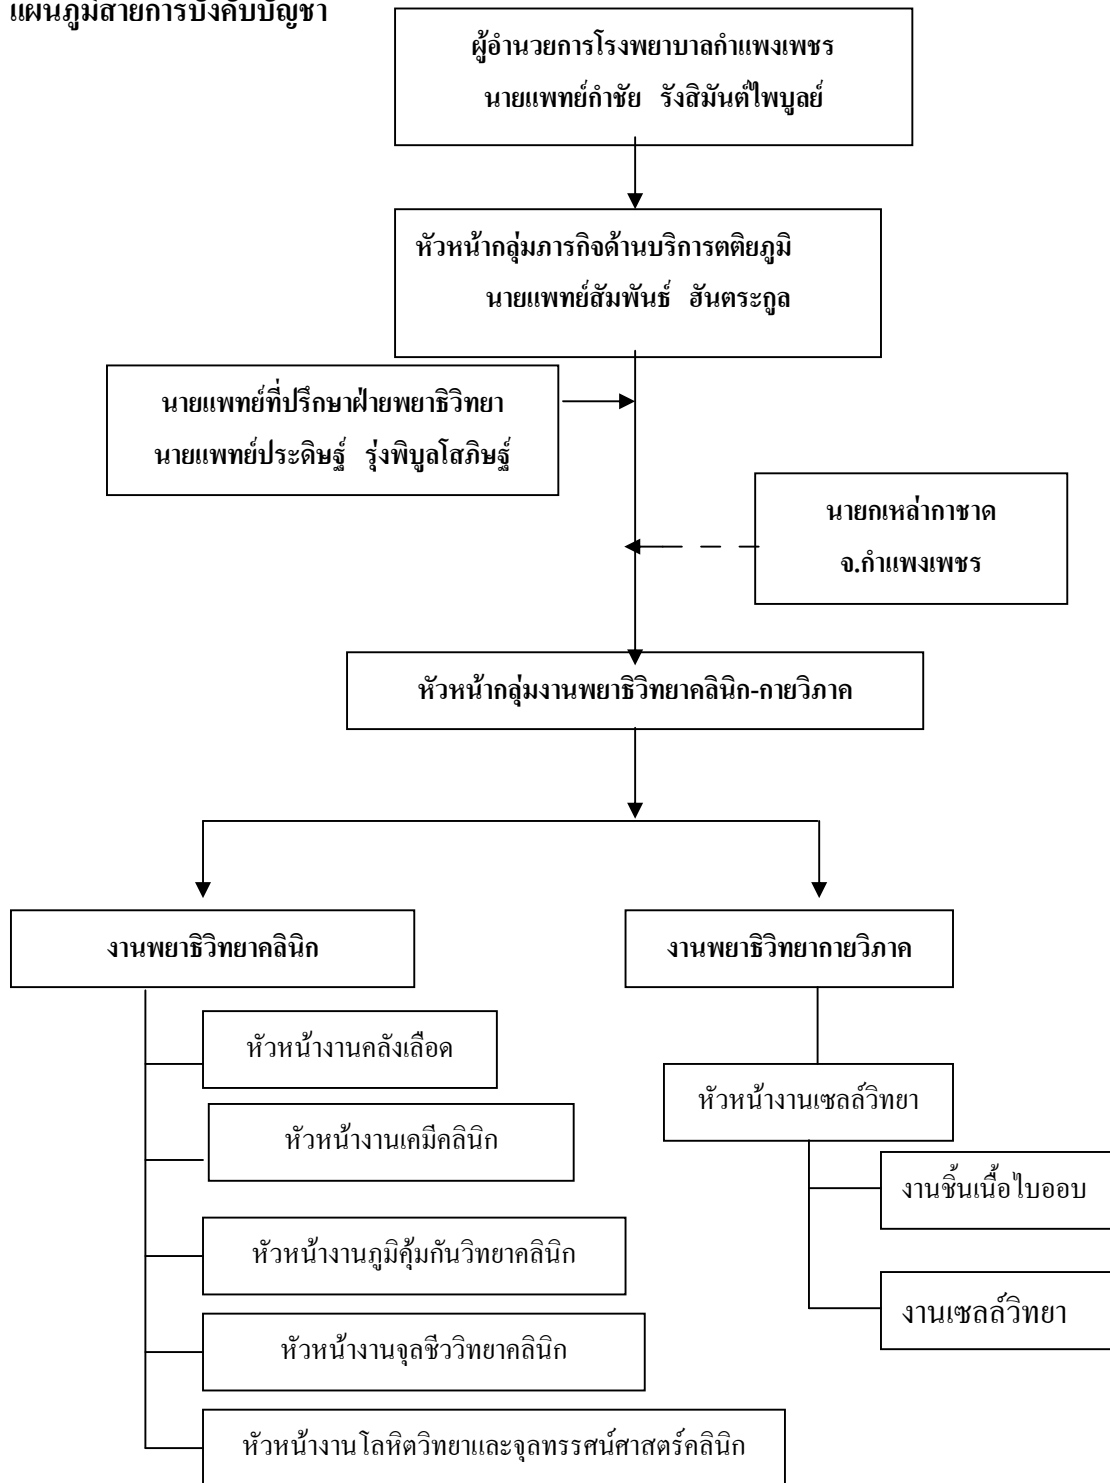 แผนภูมิสายการบังคับบัญชา
ผู้อำนวยการโรงพยาบาลกำแพงเพชร
นายแพทย์กำชัย รังสิมันต์ไพบูลย์
หัวหน้ากลุ่มภารกิจด้านบริการตติยภูมิ
นายแพทย์สัมพันธ์ ฮันตระกูล
นายแพทย์ที่ปรึกษาฝ่ายพยาธิวิทยา
นายแพทย์ประดิษฐ์ รุ่งพิบูลโสภิษฐ์
นายกเหล่ากาชาด
จ.กำแพงเพชร
หัวหน้ากลุ่มงานพยาธิวิทยาคลินิก-กายวิภาค
งานพยาธิวิทยาคลินิก
งานพยาธิวิทยากายวิภาค
หัวหน้างานคลังเลือด
หัวหน้างานเคมีคลินิก
หัวหน้างานภูมิคุ้มกันวิทยาคลินิก
หัวหน้างานจุลชีววิทยาคลินิก
หัวหน้างานโลหิตวิทยาและจุลทรรศน์ศาสตร์คลินิก
หัวหน้างานเซลล์วิทยา
งานชิ้นเนื้อไบออบ
งานเซลล์วิทยา